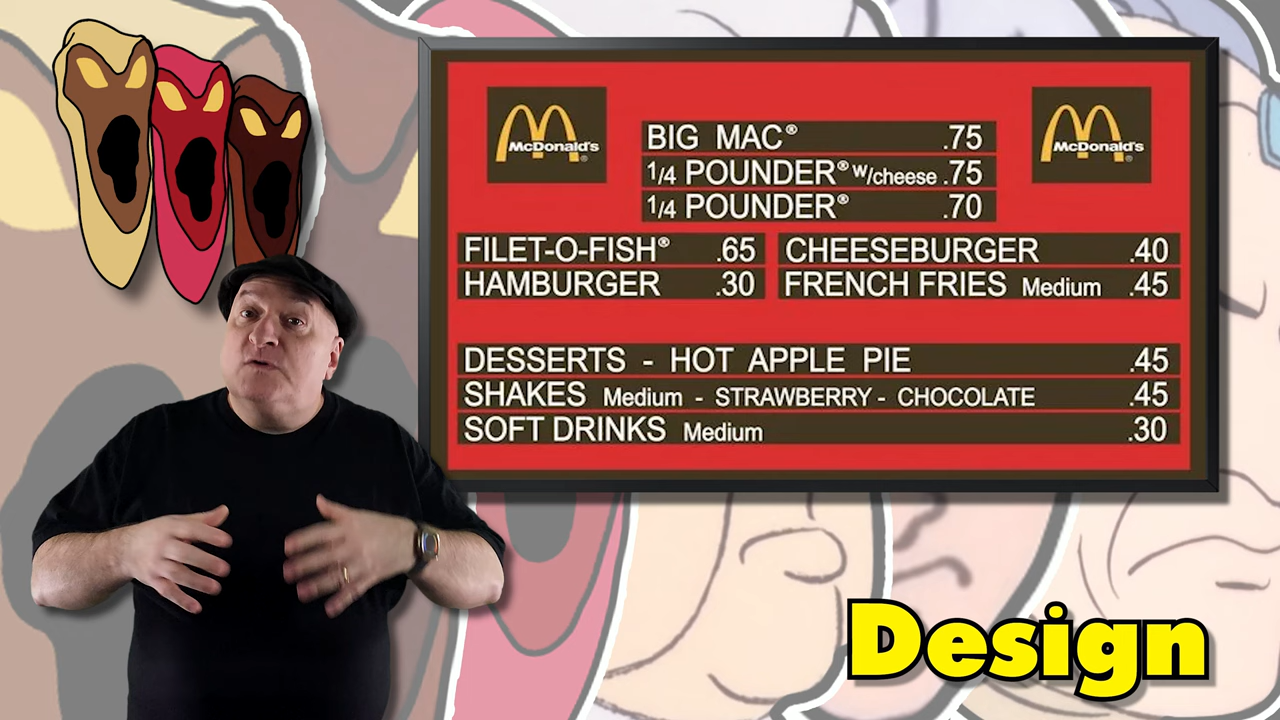 McDonald's®
McDonald's®
BIG MAC® .75
1/4 POUNDER® w/cheese .75
1/4 POUNDER® .70
FILET-O-FISH® .65
HAMBURGER .30
CHEESEBURGER .40
FRENCH FRIES Medium .45
DESSERTS - HOT APPLE PIE .45
SHAKES Medium - STRAWBERRY - CHOCOLATE .45
SOFT DRINKS Medium .30
Design